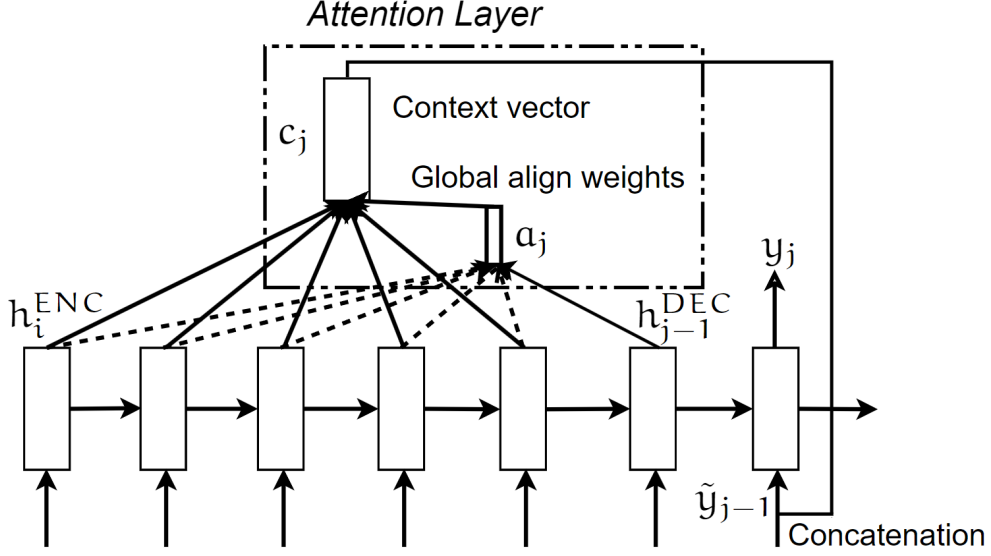 Attention Layer
Context vector
c_j
Global align weights
a_j
y_j
h_i^{ENC}
h_{j−1}^{DEC}
ỹ_{j−1}
Concatenation